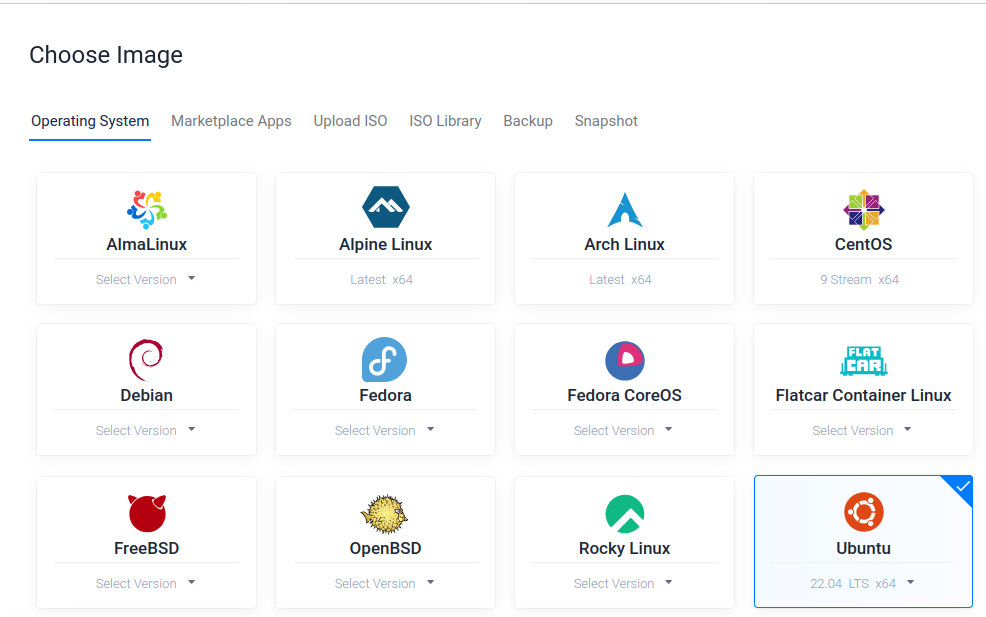 Choose Image
Operating System Marketplace Apps Upload ISO ISO Library Backup Snapshot
AlmaLinux Alpine Linux Arch Linux CentOS
Select Version Latest x64 Latest x64 9 Stream x64
FLAT
CAR
Debian Fedora Fedora CoreOS Flatcar Container Linux
Select Version Select Version Select Version Select Version
FreeBSD OpenBSD Rocky Linux Ubuntu
Select Version Select Version Select Version 22.04 LTS x64